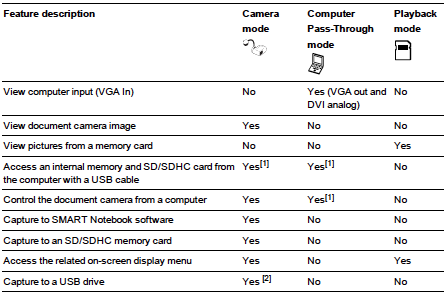 Feature description Camera mode Computer Pass-Through mode Playback mode
View computer input (VGA In) No Yes (VGA out and DVI analog) No
View document camera image Yes No No
View pictures from a memory card No No Yes
Access an internal memory and SD/SDHC card from the computer with a USB cable Yes[1] Yes[1] No
Control the document camera from a computer Yes Yes[1] No
Capture to SMART Notebook software Yes No No
Capture to an SD/SDHC memory card Yes No No
Access the related on-screen display menu Yes No Yes
Capture to a USB drive Yes [2] No No